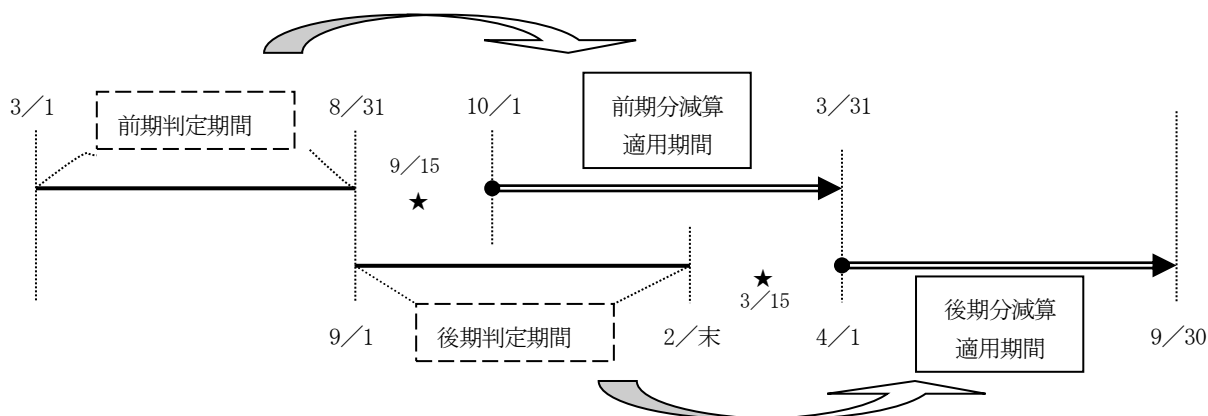 3／1
前期判定期間
8／31
10／1
前期分減算
適用期間
3／31
9／15
★
★
3／15
9／1
後期判定期間
2／末
4／1
後期分減算
適用期間
9／30